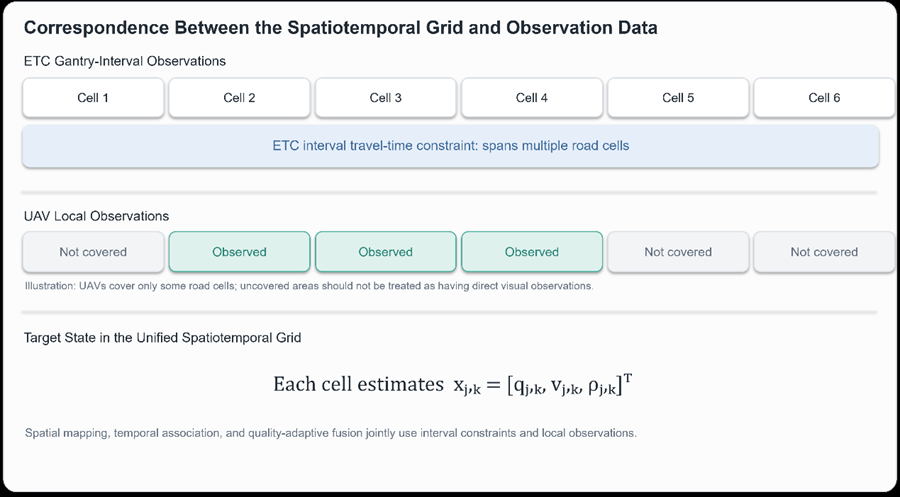 Correspondence Between the Spatiotemporal Grid and Observation Data
ETC Gantry-Interval Observations
Cell 1 Cell 2 Cell 3 Cell 4 Cell 5 Cell 6
ETC interval travel-time constraint: spans multiple road cells
UAV Local Observations
Not covered Observed Observed Observed Not covered Not covered
Illustration: UAVs cover only some road cells; uncovered areas should not be treated as having direct visual observations.
Target State in the Unified Spatiotemporal Grid
Each cell estimates x_{j,k} = [q_{j,k}, v_{j,k}, ρ_{j,k}]^T
Spatial mapping, temporal association, and quality-adaptive fusion jointly use interval constraints and local observations.